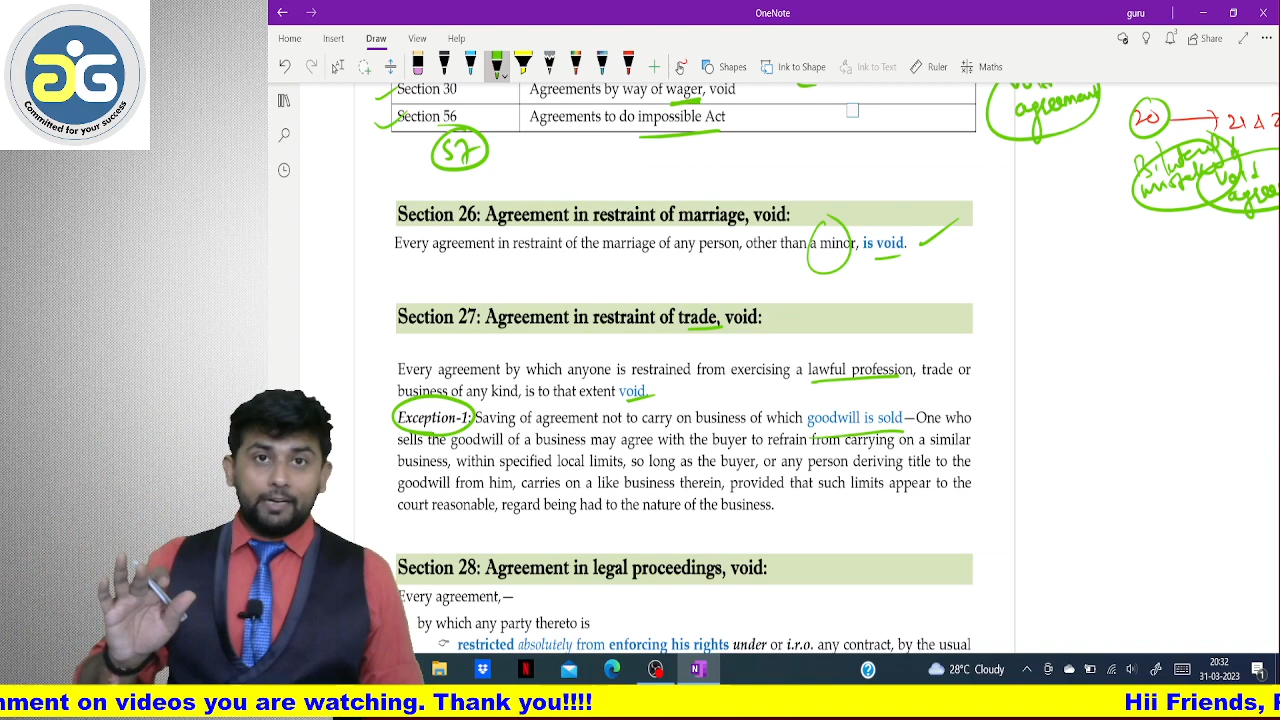 OneNote
guru
Home Insert Draw View Help
Share
Shapes Ink to Shape Ink to Text Ruler Maths
Section 30 Agreements by way of wager, void
Section 56 Agreements to do impossible Act
57
void
agreement
20 → 21 & 2
Bilateral
mistake
void
agree
Section 26: Agreement in restraint of marriage, void:
Every agreement in restraint of the marriage of any person, other than a minor, is void.
Section 27: Agreement in restraint of trade, void:
Every agreement by which anyone is restrained from exercising a lawful profession, trade or
business of any kind, is to that extent void.
Exception-1: Saving of agreement not to carry on business of which goodwill is sold—One who
sells the goodwill of a business may agree with the buyer to refrain from carrying on a similar
business, within specified local limits, so long as the buyer, or any person deriving title to the
goodwill from him, carries on a like business therein, provided that such limits appear to the
court reasonable, regard being had to the nature of the business.
Section 28: Agreement in legal proceedings, void:
Every agreement,—
by which any party thereto is
☞ restricted absolutely from enforcing his rights under or i.r.o. any contract, by the usual
Committed for your success
28°C Cloudy
20:32
31-03-2023
nment on videos you are watching. Thank you!!!! Hii Friends,